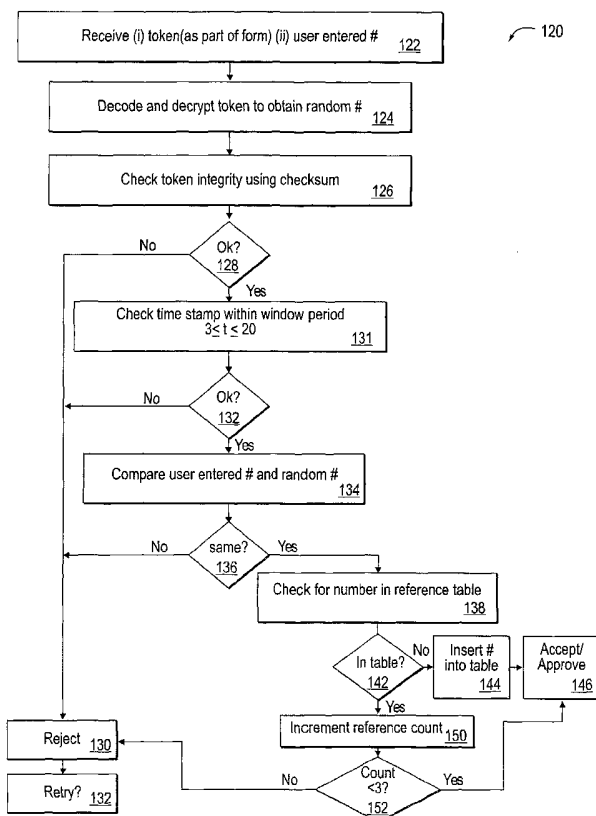 Receive (i) token(as part of form) (ii) user entered #
122
120
Decode and decrypt token to obtain random #
124
Check token integrity using checksum
126
No
Ok?
128
Yes
Check time stamp within window period
3≤ t ≤ 20
131
No
Ok?
132
Yes
Compare user entered # and random #
134
No
same?
136
Yes
Check for number in reference table
138
In table?
142
No
Insert #
into table
144
Accept/
Approve
146
Yes
Increment reference count
150
Reject
130
No
Count
<3?
152
Yes
Retry?
132